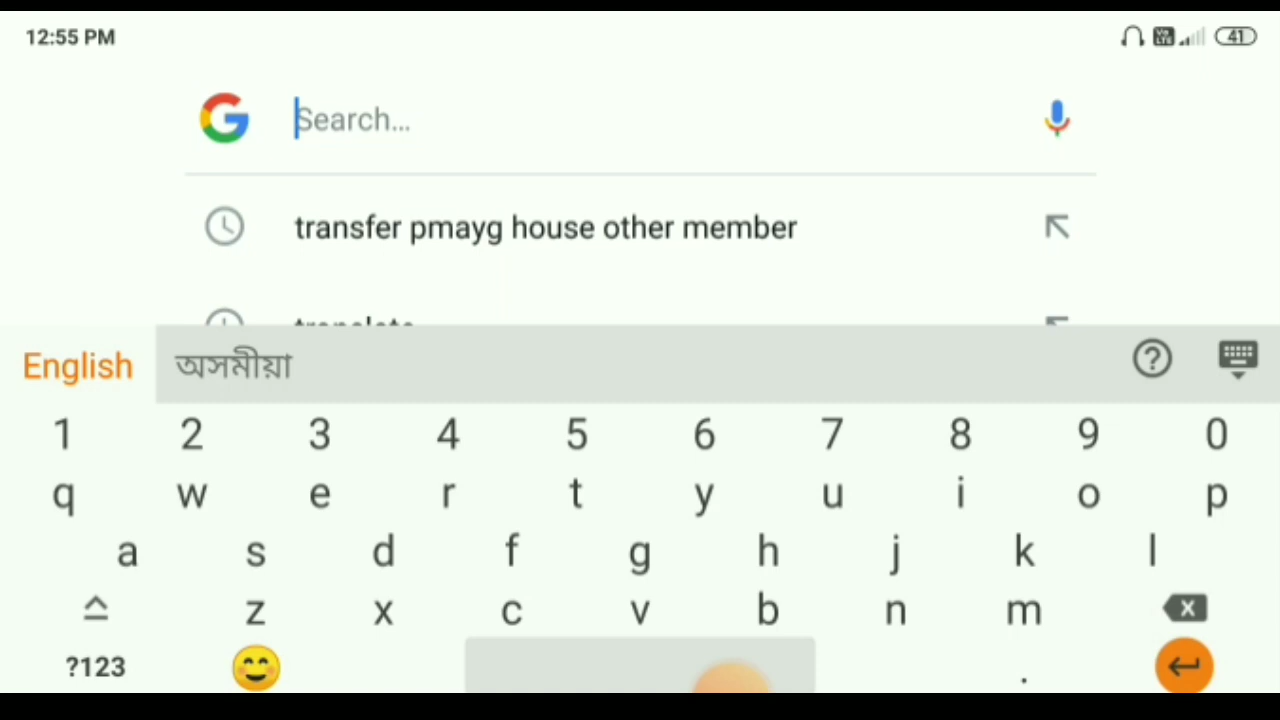 12:55 PM
41
Search...
transfer pmayg house other member
translate
English অসমীয়া
1 2 3 4 5 6 7 8 9 0
q w e r t y u i o p
a s d f g h j k l
z x c v b n m
?123 .